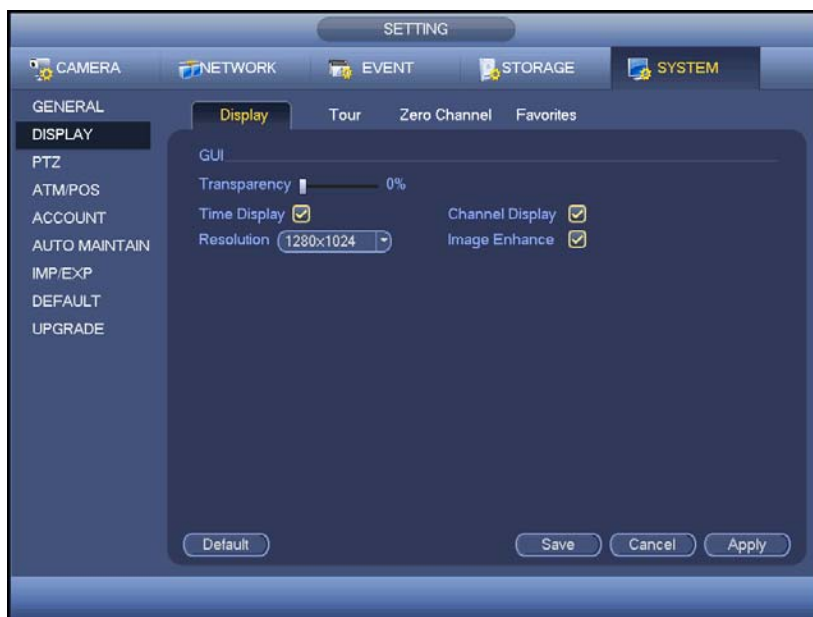 SETTING
CAMERA NETWORK EVENT STORAGE SYSTEM
GENERAL
DISPLAY
PTZ
ATM/POS
ACCOUNT
AUTO MAINTAIN
IMP/EXP
DEFAULT
UPGRADE
Display Tour Zero Channel Favorites
GUI
Transparency 0%
Time Display Channel Display
Resolution 1280x1024 Image Enhance
Default Save Cancel Apply